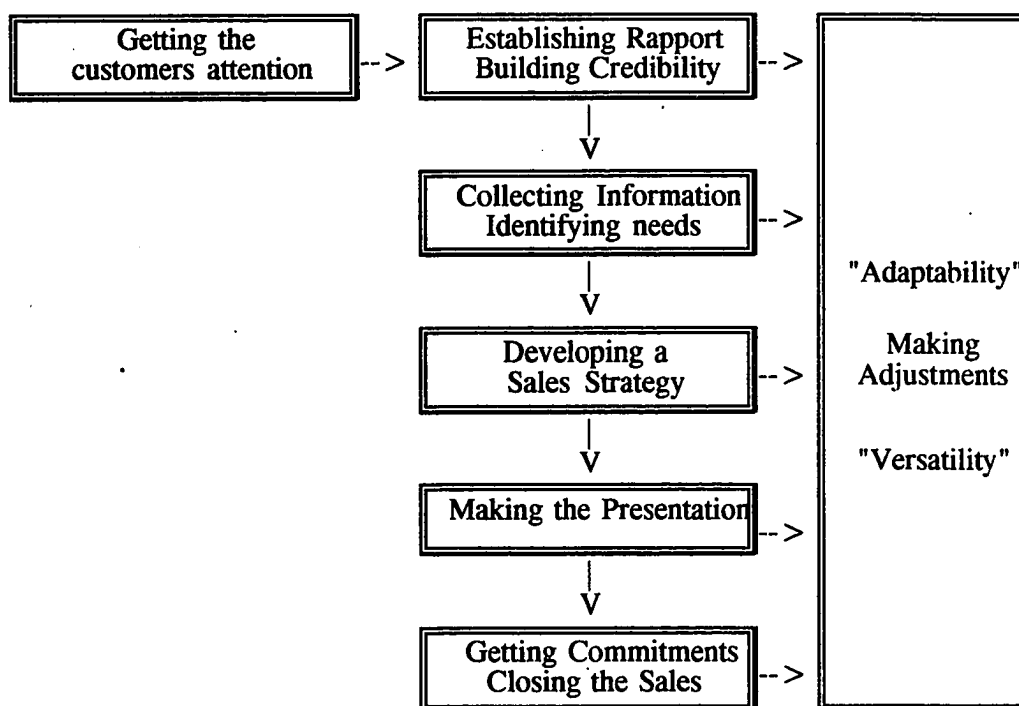 Getting the
customers attention
-->
Establishing Rapport
Building Credibility
-->
V
Collecting Information
Identifying needs
-->
V
Developing a
Sales Strategy
-->
V
Making the Presentation
-->
V
Getting Commitments
Closing the Sales
-->
"Adaptability"
Making
Adjustments
"Versatility"